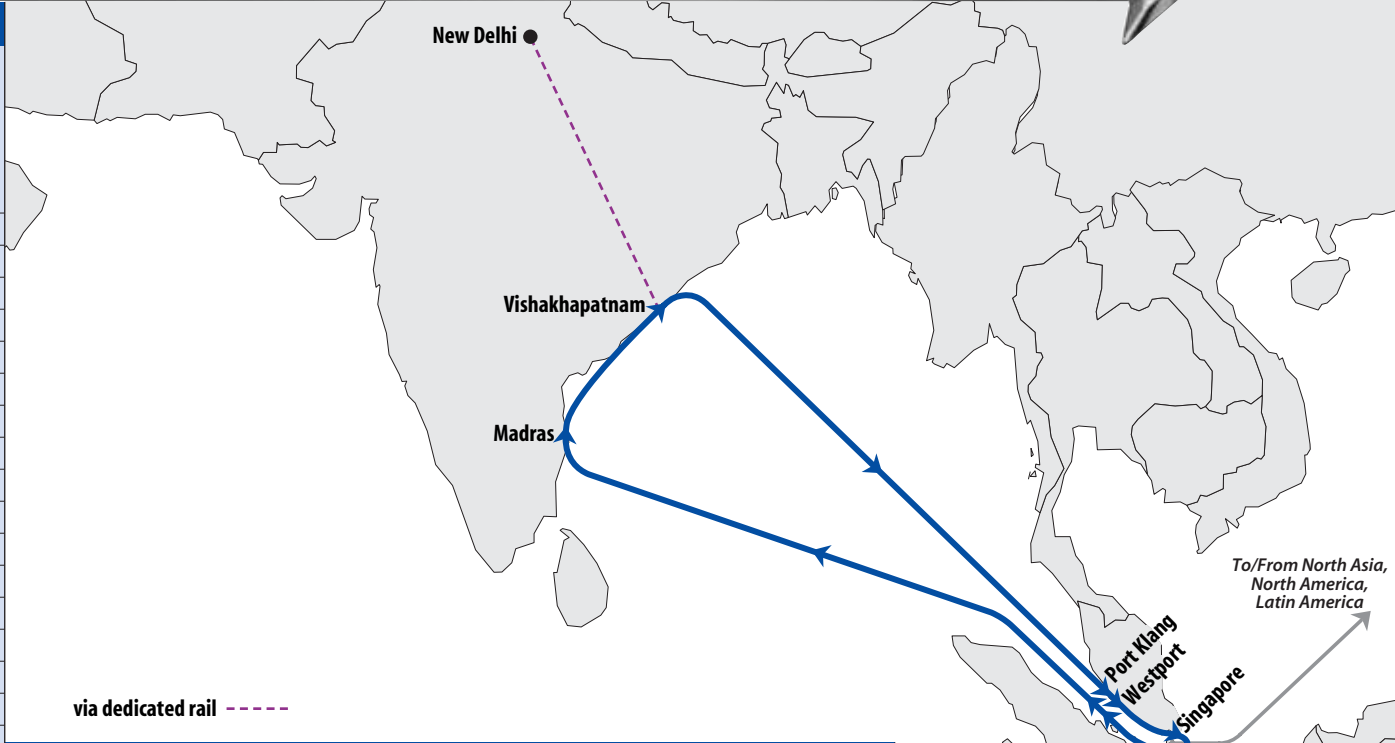 New Delhi
Vishakhapatnam
Madras
To/From North Asia,
North America,
Latin America
Port Klang
Westport
Singapore
via dedicated rail